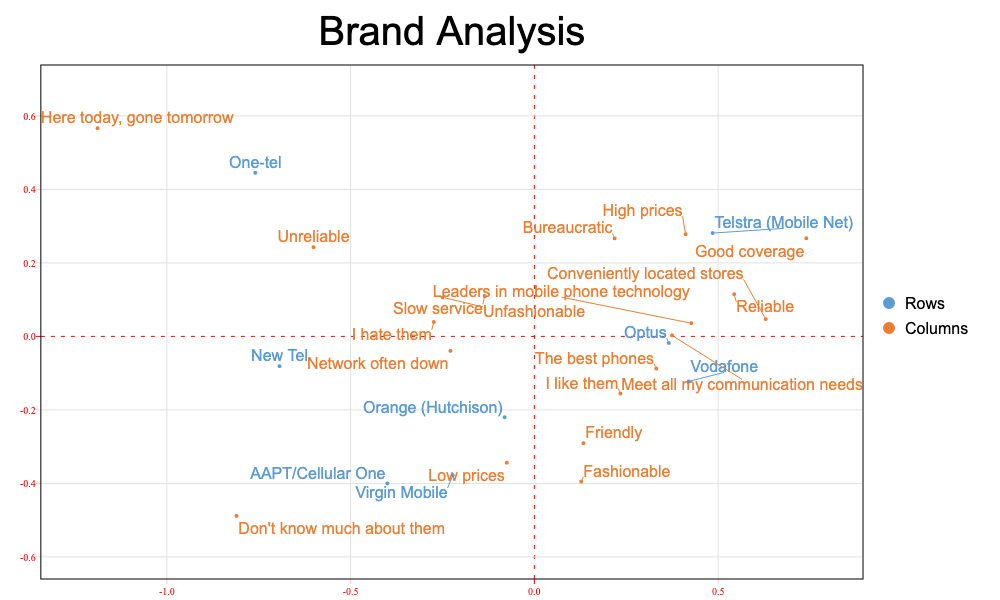 Brand Analysis
0.6
Here today, gone tomorrow
One-tel
0.4
High prices
Telstra (Mobile Net)
Bureaucratic
Unreliable
Good coverage
0.2
Conveniently located stores
Leaders in mobile phone technology
Slow service
Unfashionable
Reliable
I hate them
Optus
0.0
New Tel
Network often down
The best phones
Vodafone
I like them
Meet all my communication needs
Orange (Hutchison)
-0.2
Friendly
AAPT/Cellular One
Low prices
Fashionable
-0.4
Virgin Mobile
Don't know much about them
-0.6
-1.0
-0.5
0.0
0.5
Rows
Columns